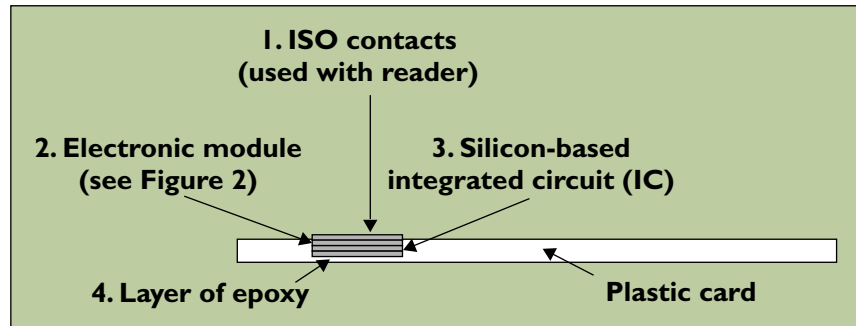 1. ISO contacts
(used with reader)
2. Electronic module
(see Figure 2)
3. Silicon-based
integrated circuit (IC)
4. Layer of epoxy
Plastic card